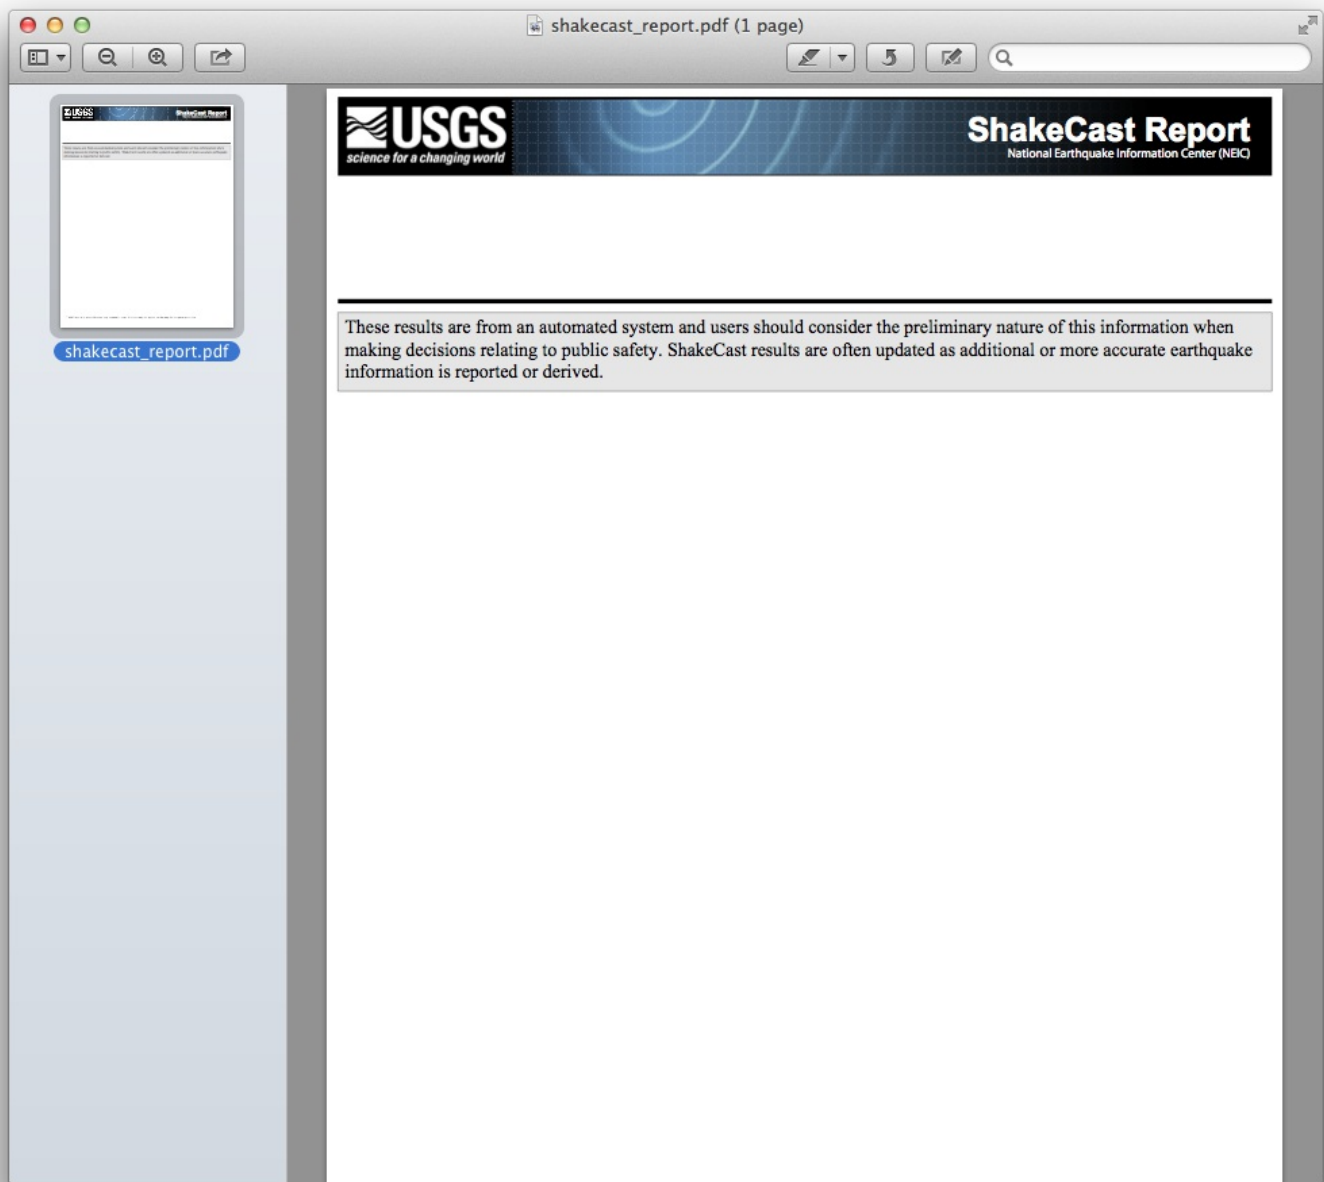 shakecast_report.pdf (1 page)
USGS
ShakeCast Report
shakecast_report.pdf
USGS
science for a changing world
ShakeCast Report
National Earthquake Information Center (NEIC)
These results are from an automated system and users should consider the preliminary nature of this information when
making decisions relating to public safety. ShakeCast results are often updated as additional or more accurate earthquake
information is reported or derived.